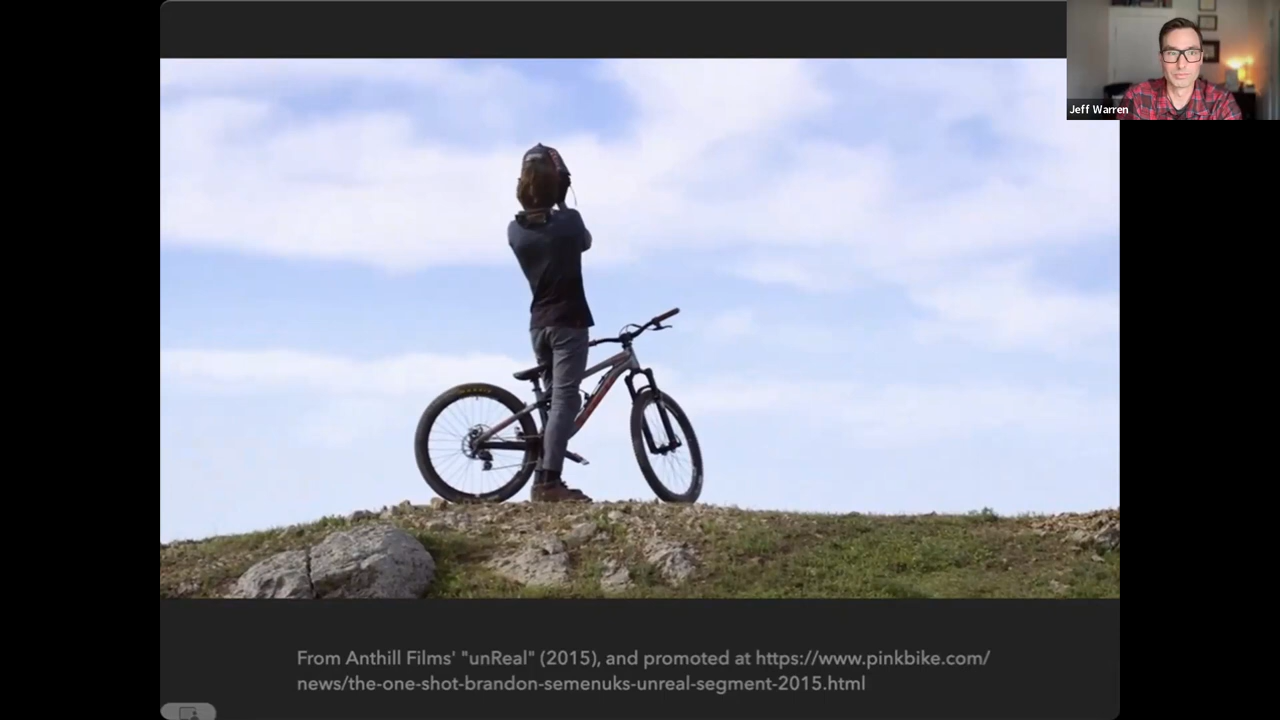 Jeff Warren
From Anthill Films' "unReal" (2015), and promoted at https://www.pinkbike.com/
news/the-one-shot-brandon-semenuks-unreal-segment-2015.html